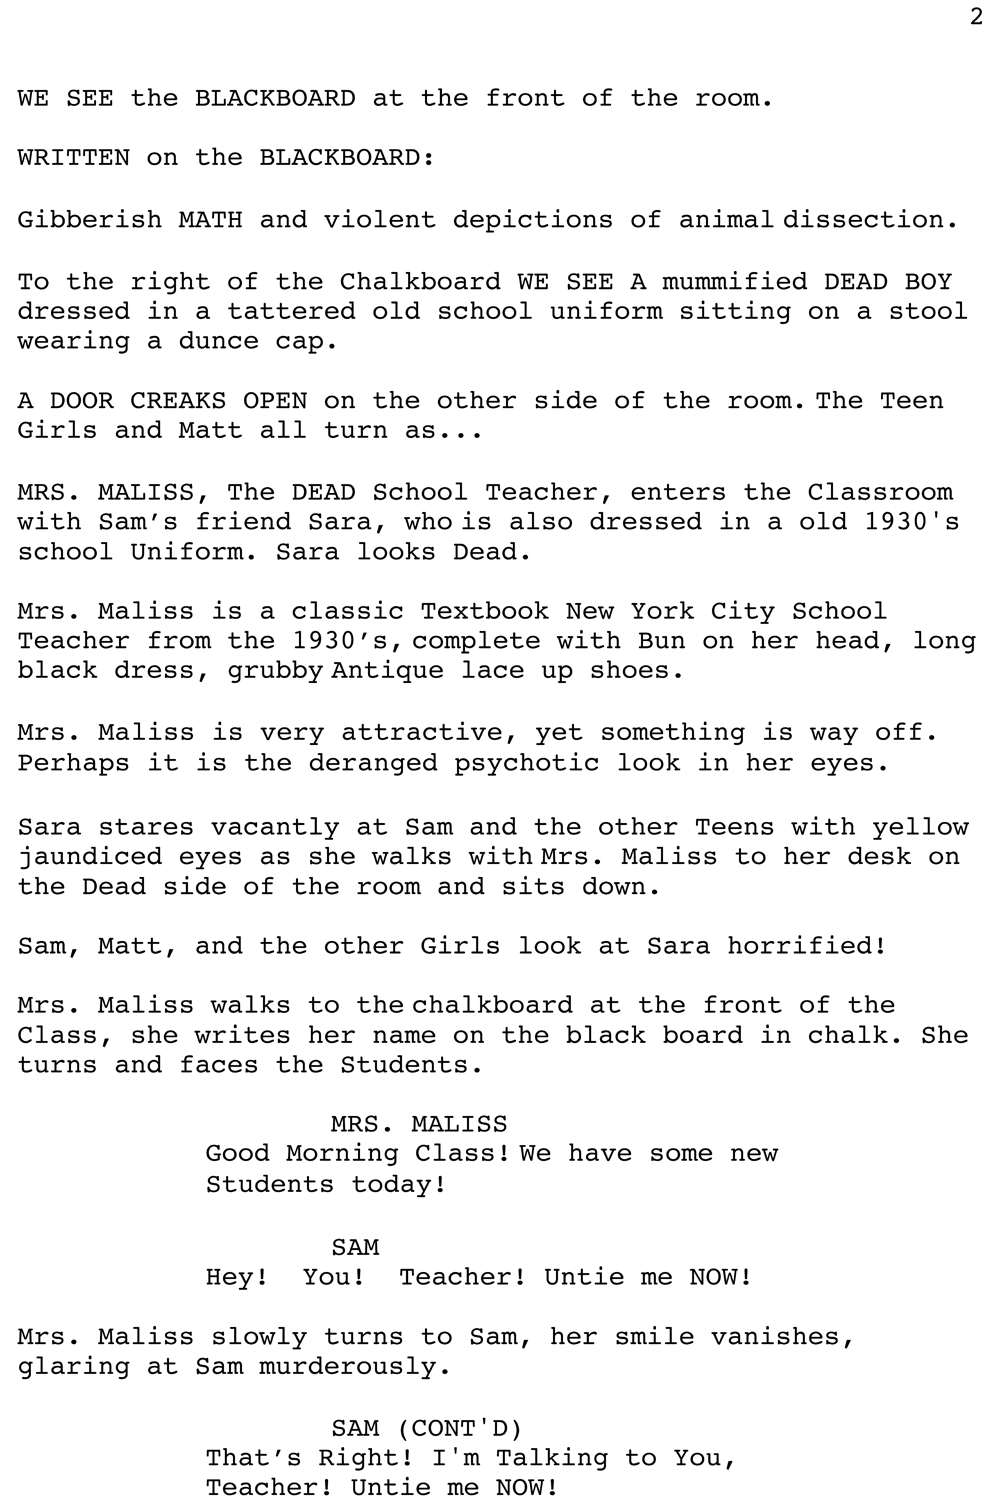 2
WE SEE the BLACKBOARD at the front of the room.
WRITTEN on the BLACKBOARD:
Gibberish MATH and violent depictions of animal dissection.
To the right of the Chalkboard WE SEE A mummified DEAD BOY
dressed in a tattered old school uniform sitting on a stool
wearing a dunce cap.
A DOOR CREAKS OPEN on the other side of the room. The Teen
Girls and Matt all turn as...
MRS. MALISS, The DEAD School Teacher, enters the Classroom
with Sam’s friend Sara, who is also dressed in a old 1930's
school Uniform. Sara looks Dead.
Mrs. Maliss is a classic Textbook New York City School
Teacher from the 1930’s, complete with Bun on her head, long
black dress, grubby Antique lace up shoes.
Mrs. Maliss is very attractive, yet something is way off.
Perhaps it is the deranged psychotic look in her eyes.
Sara stares vacantly at Sam and the other Teens with yellow
jaundiced eyes as she walks with Mrs. Maliss to her desk on
the Dead side of the room and sits down.
Sam, Matt, and the other Girls look at Sara horrified!
Mrs. Maliss walks to the chalkboard at the front of the
Class, she writes her name on the black board in chalk. She
turns and faces the Students.
MRS. MALISS
Good Morning Class! We have some new
Students today!
SAM
Hey!  You!  Teacher! Untie me NOW!
Mrs. Maliss slowly turns to Sam, her smile vanishes,
glaring at Sam murderously.
SAM (CONT'D)
That’s Right! I'm Talking to You,
Teacher! Untie me NOW!